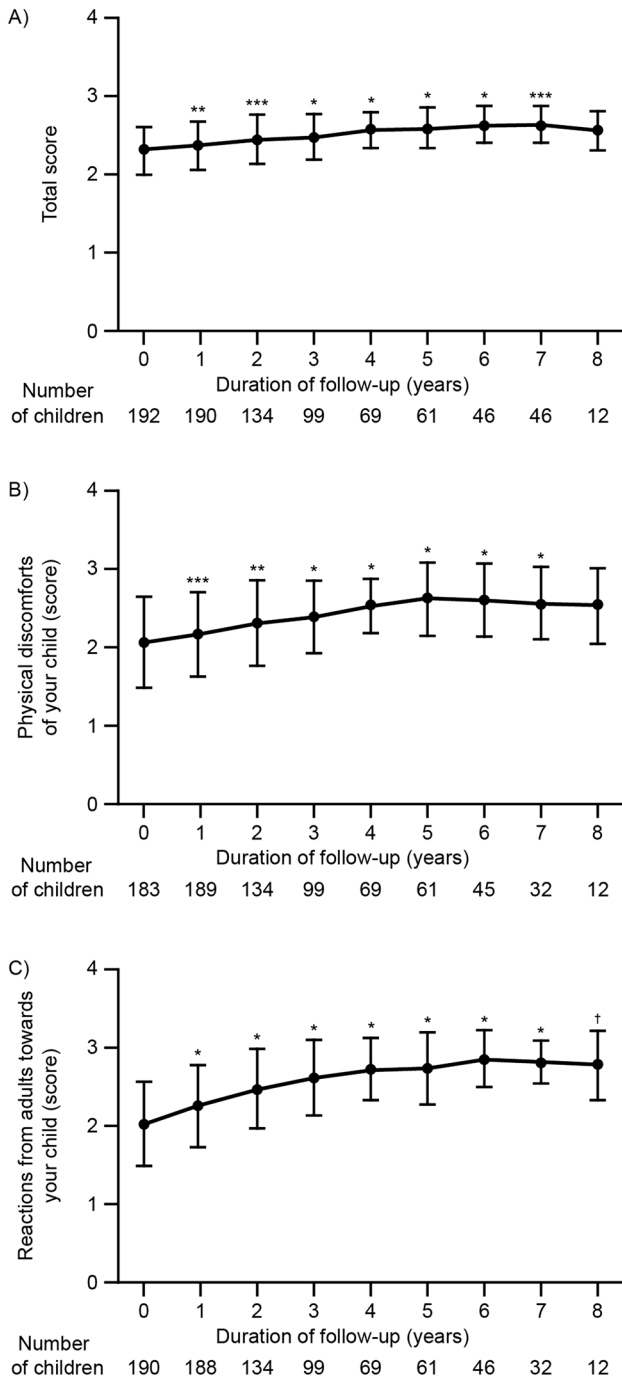 A)
Total score
4
3
2
1
0
** *** * * * * ***
0 1 2 3 4 5 6 7 8
Duration of follow-up (years)
Number
of children 192 190 134 99 69 61 46 46 12
B)
Physical discomforts
of your child (score)
4
3
2
1
0
*** ** * * * * *
0 1 2 3 4 5 6 7 8
Duration of follow-up (years)
Number
of children 183 189 134 99 69 61 45 32 12
C)
Reactions from adults towards
your child (score)
4
3
2
1
0
* * * * * * * †
0 1 2 3 4 5 6 7 8
Duration of follow-up (years)
Number
of children 190 188 134 99 69 61 46 32 12